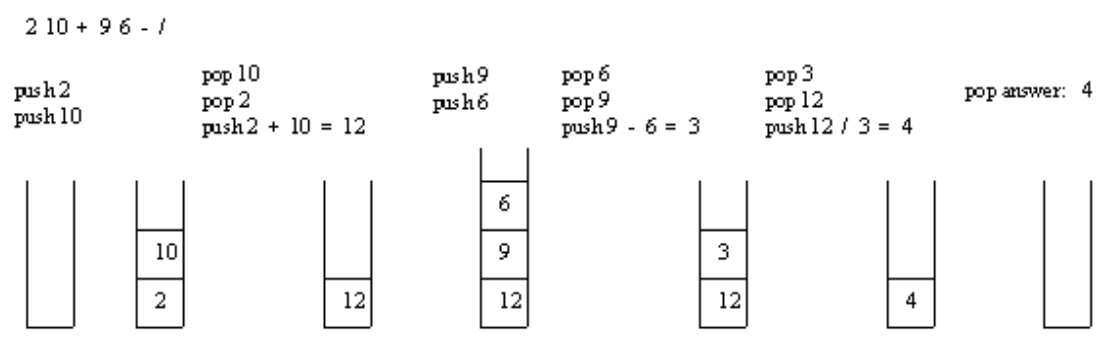 2 10 + 9 6 - /
push 2
push 10
pop 10
pop 2
push 2 + 10 = 12
push 9
push 6
pop 6
pop 9
push 9 - 6 = 3
pop 3
pop 12
push 12 / 3 = 4
pop answer: 4
10
2
12
6
9
12
3
12
4